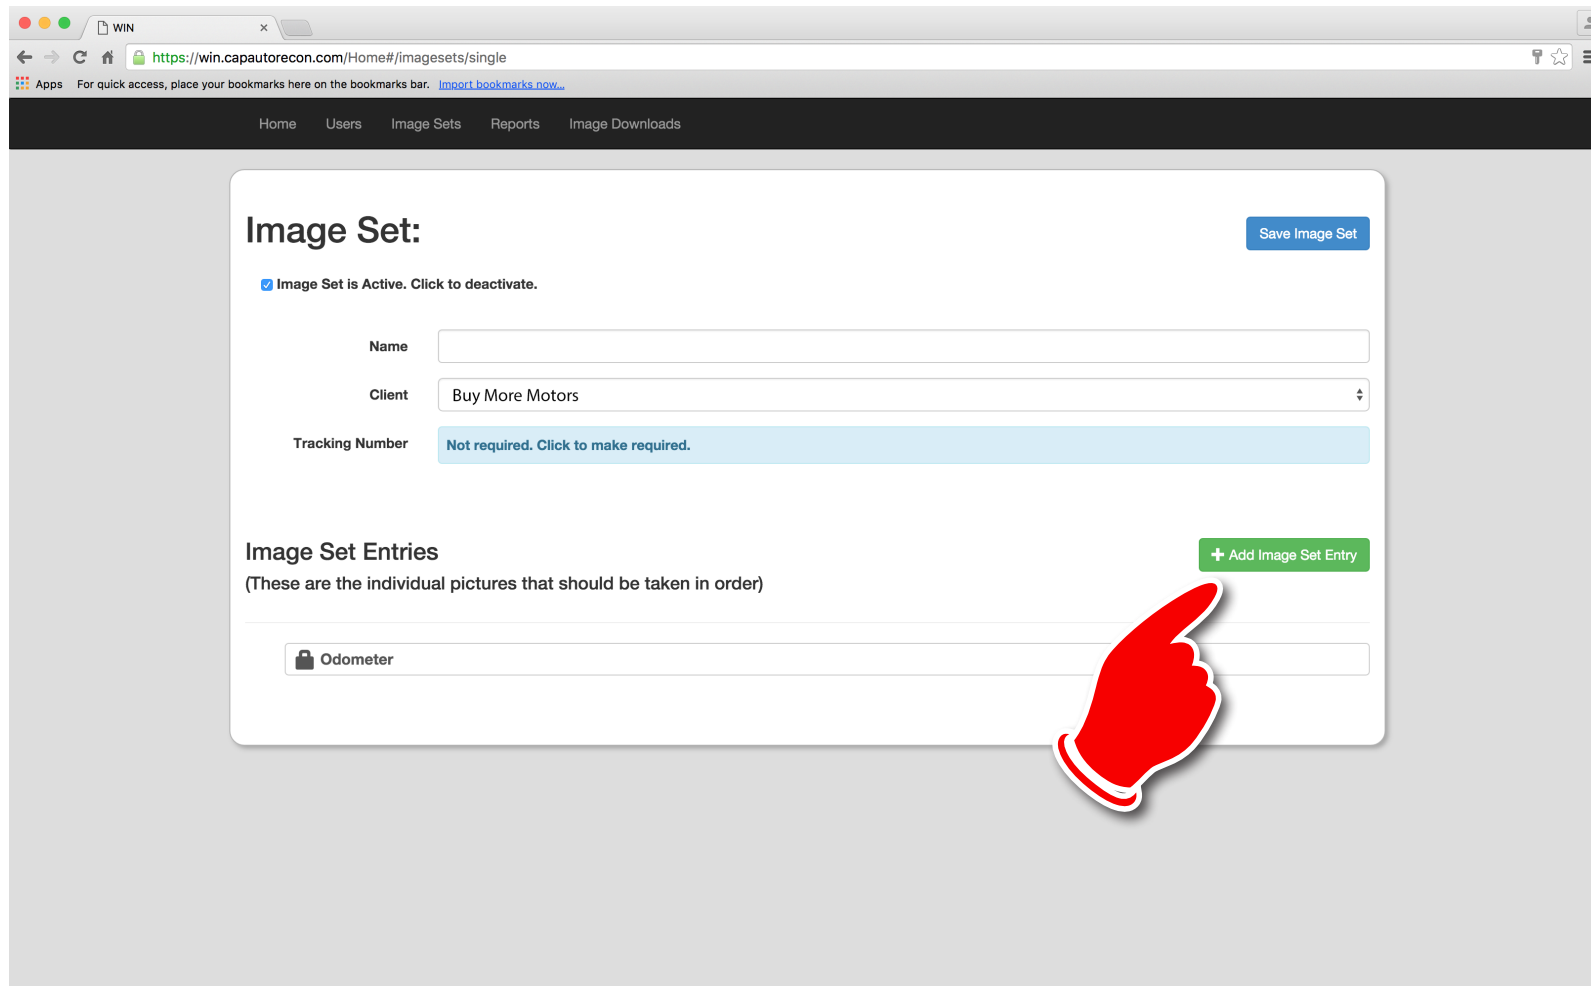 WIN
https://win.capautorecon.com/Home#/imagesets/single
Apps For quick access, place your bookmarks here on the bookmarks bar. Import bookmarks now...
Home Users Image Sets Reports Image Downloads
Image Set:
Save Image Set
Image Set is Active. Click to deactivate.
Name
Client Buy More Motors
Tracking Number Not required. Click to make required.
Image Set Entries
+ Add Image Set Entry
(These are the individual pictures that should be taken in order)
Odometer